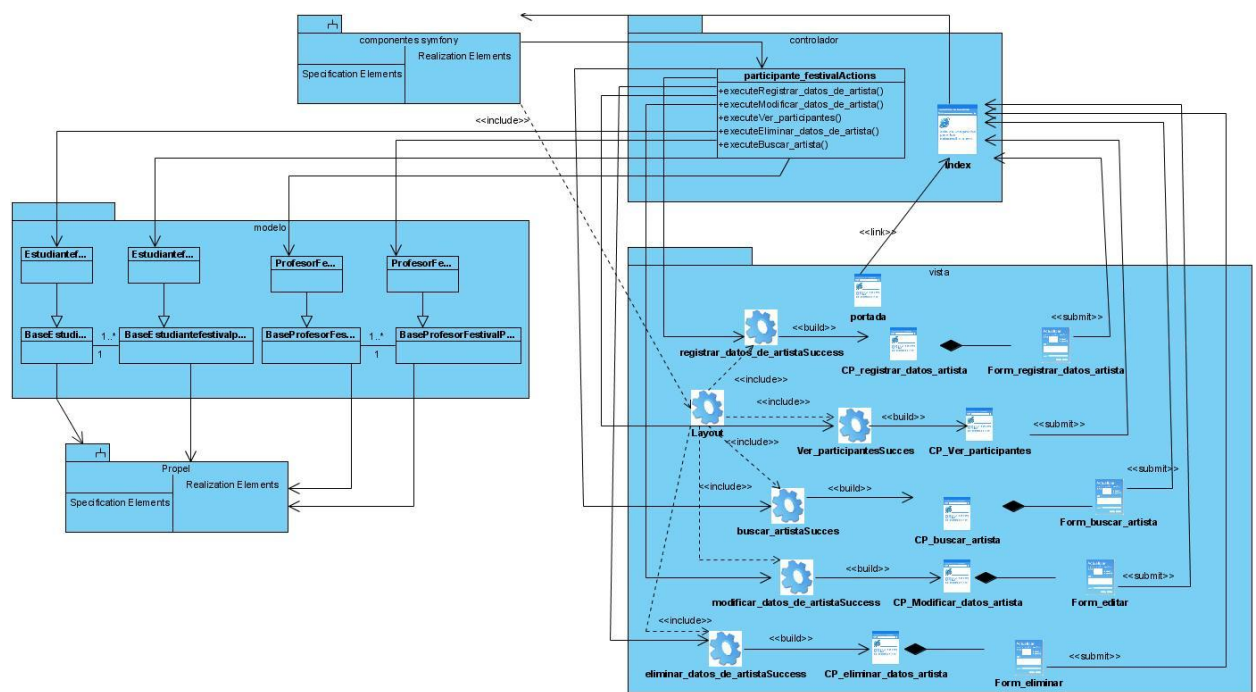 componentes symfony
Specification Elements
Realization Elements
controlador
participante_festivalActions
+executeRegistrar_datos_de_artista()
+executeModificar_datos_de_artista()
+executeVer_participantes()
+executeEliminar_datos_de_artista()
+executeBuscar_artista()
Index
<<include>>
<<link>>
modelo
Estudiantef...
Estudiantef...
ProfesorFe...
ProfesorFe...
BaseEstudi...
1..*
1
BaseEstudiantefestivalp...
BaseProfesorFes...
1..*
1
BaseProfesorFestivalP...
Propel
Specification Elements
Realization Elements
vista
portada
registrar_datos_de_artistaSuccess
<<build>>
CP_registrar_datos_artista
Form_registrar_datos_artista
<<submit>>
<<include>>
Layout
<<include>>
Ver_participantesSucces
<<build>>
CP_Ver_participantes
<<submit>>
<<include>>
buscar_artistaSucces
<<build>>
CP_buscar_artista
Form_buscar_artista
<<submit>>
<<include>>
modificar_datos_de_artistaSuccess
<<build>>
CP_Modificar_datos_artista
Form_editar
<<submit>>
<<include>>
eliminar_datos_de_artistaSuccess
<<build>>
CP_eliminar_datos_artista
Form_eliminar
<<submit>>